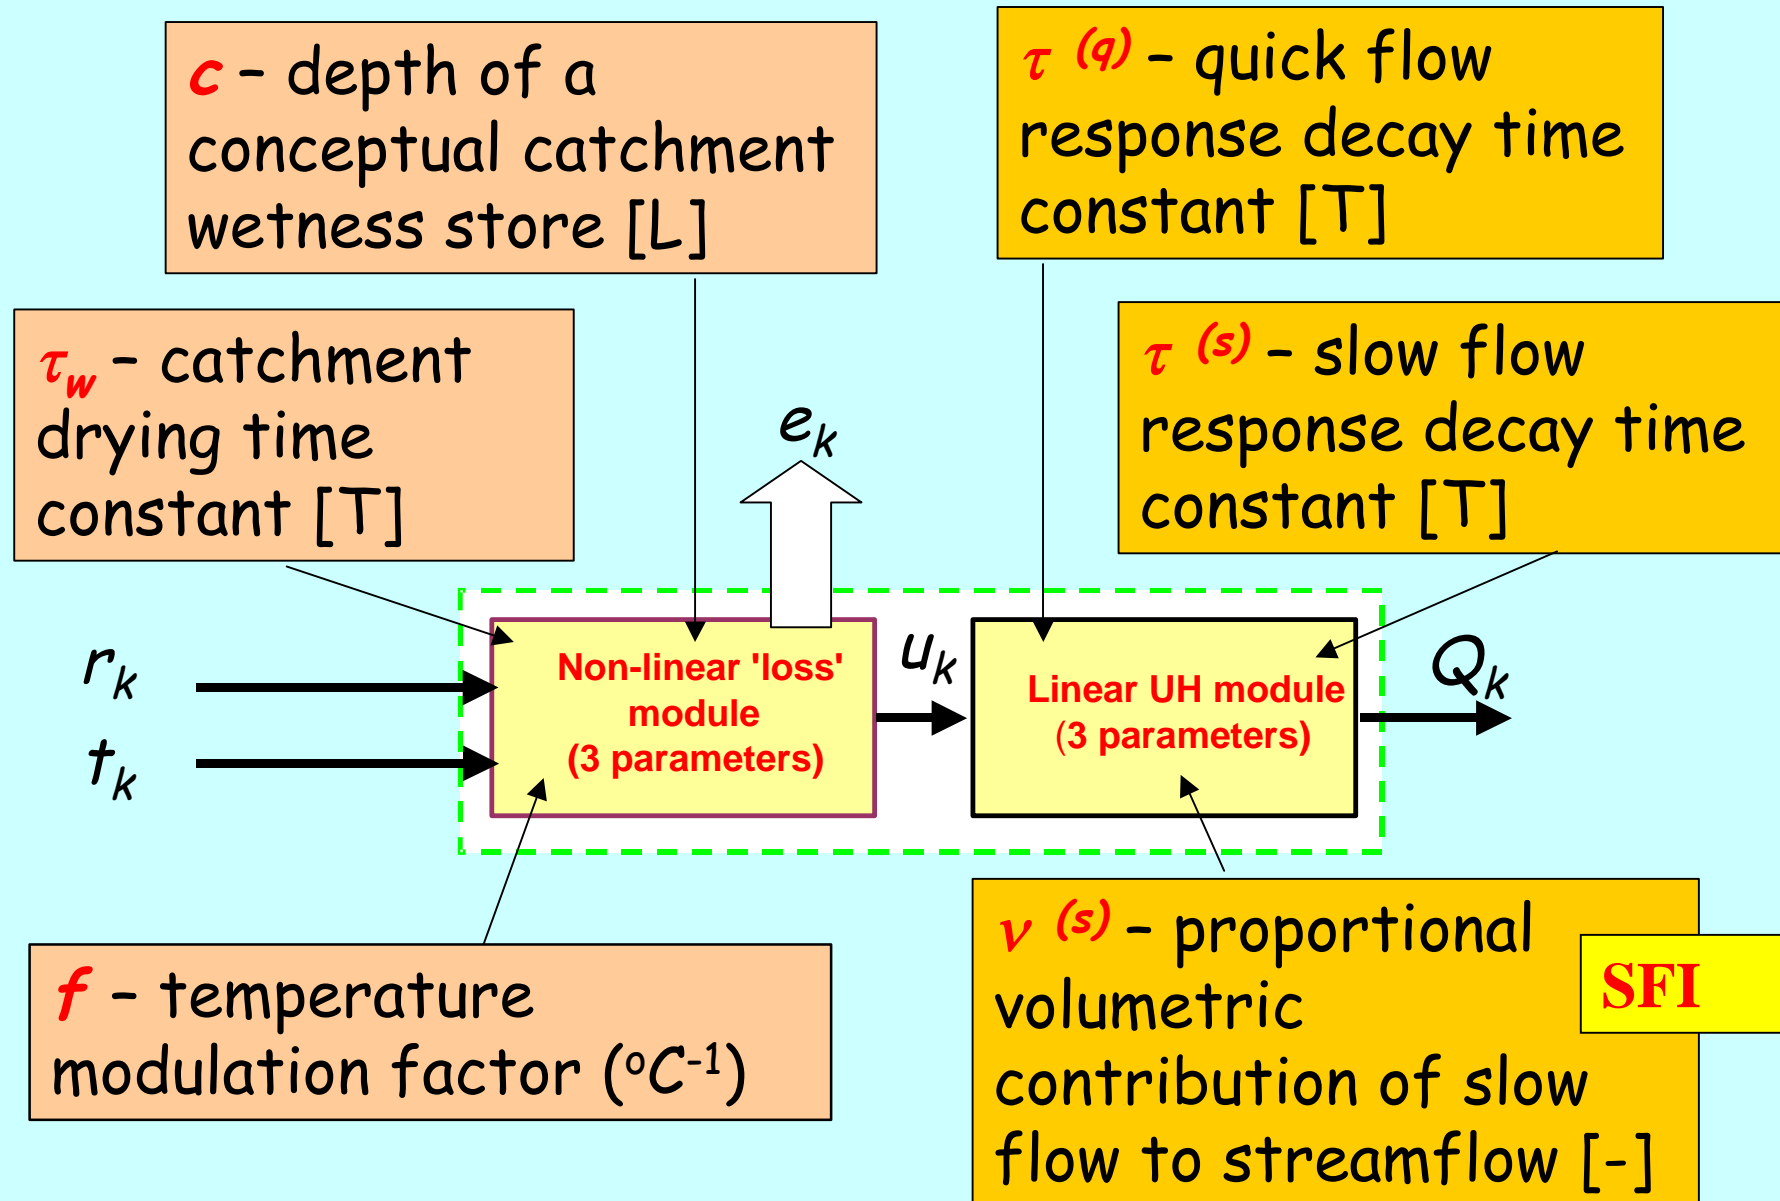 c – depth of a
conceptual catchment
wetness store [L]
τ (q) – quick flow
response decay time
constant [T]
τw – catchment
drying time
constant [T]
τ (s) – slow flow
response decay time
constant [T]
ek
rk
tk
Non-linear 'loss'
module
(3 parameters)
uk
Linear UH module
(3 parameters)
Qk
f – temperature
modulation factor (oC-1)
ν (s) – proportional
volumetric
contribution of slow
flow to streamflow [-]
SFI